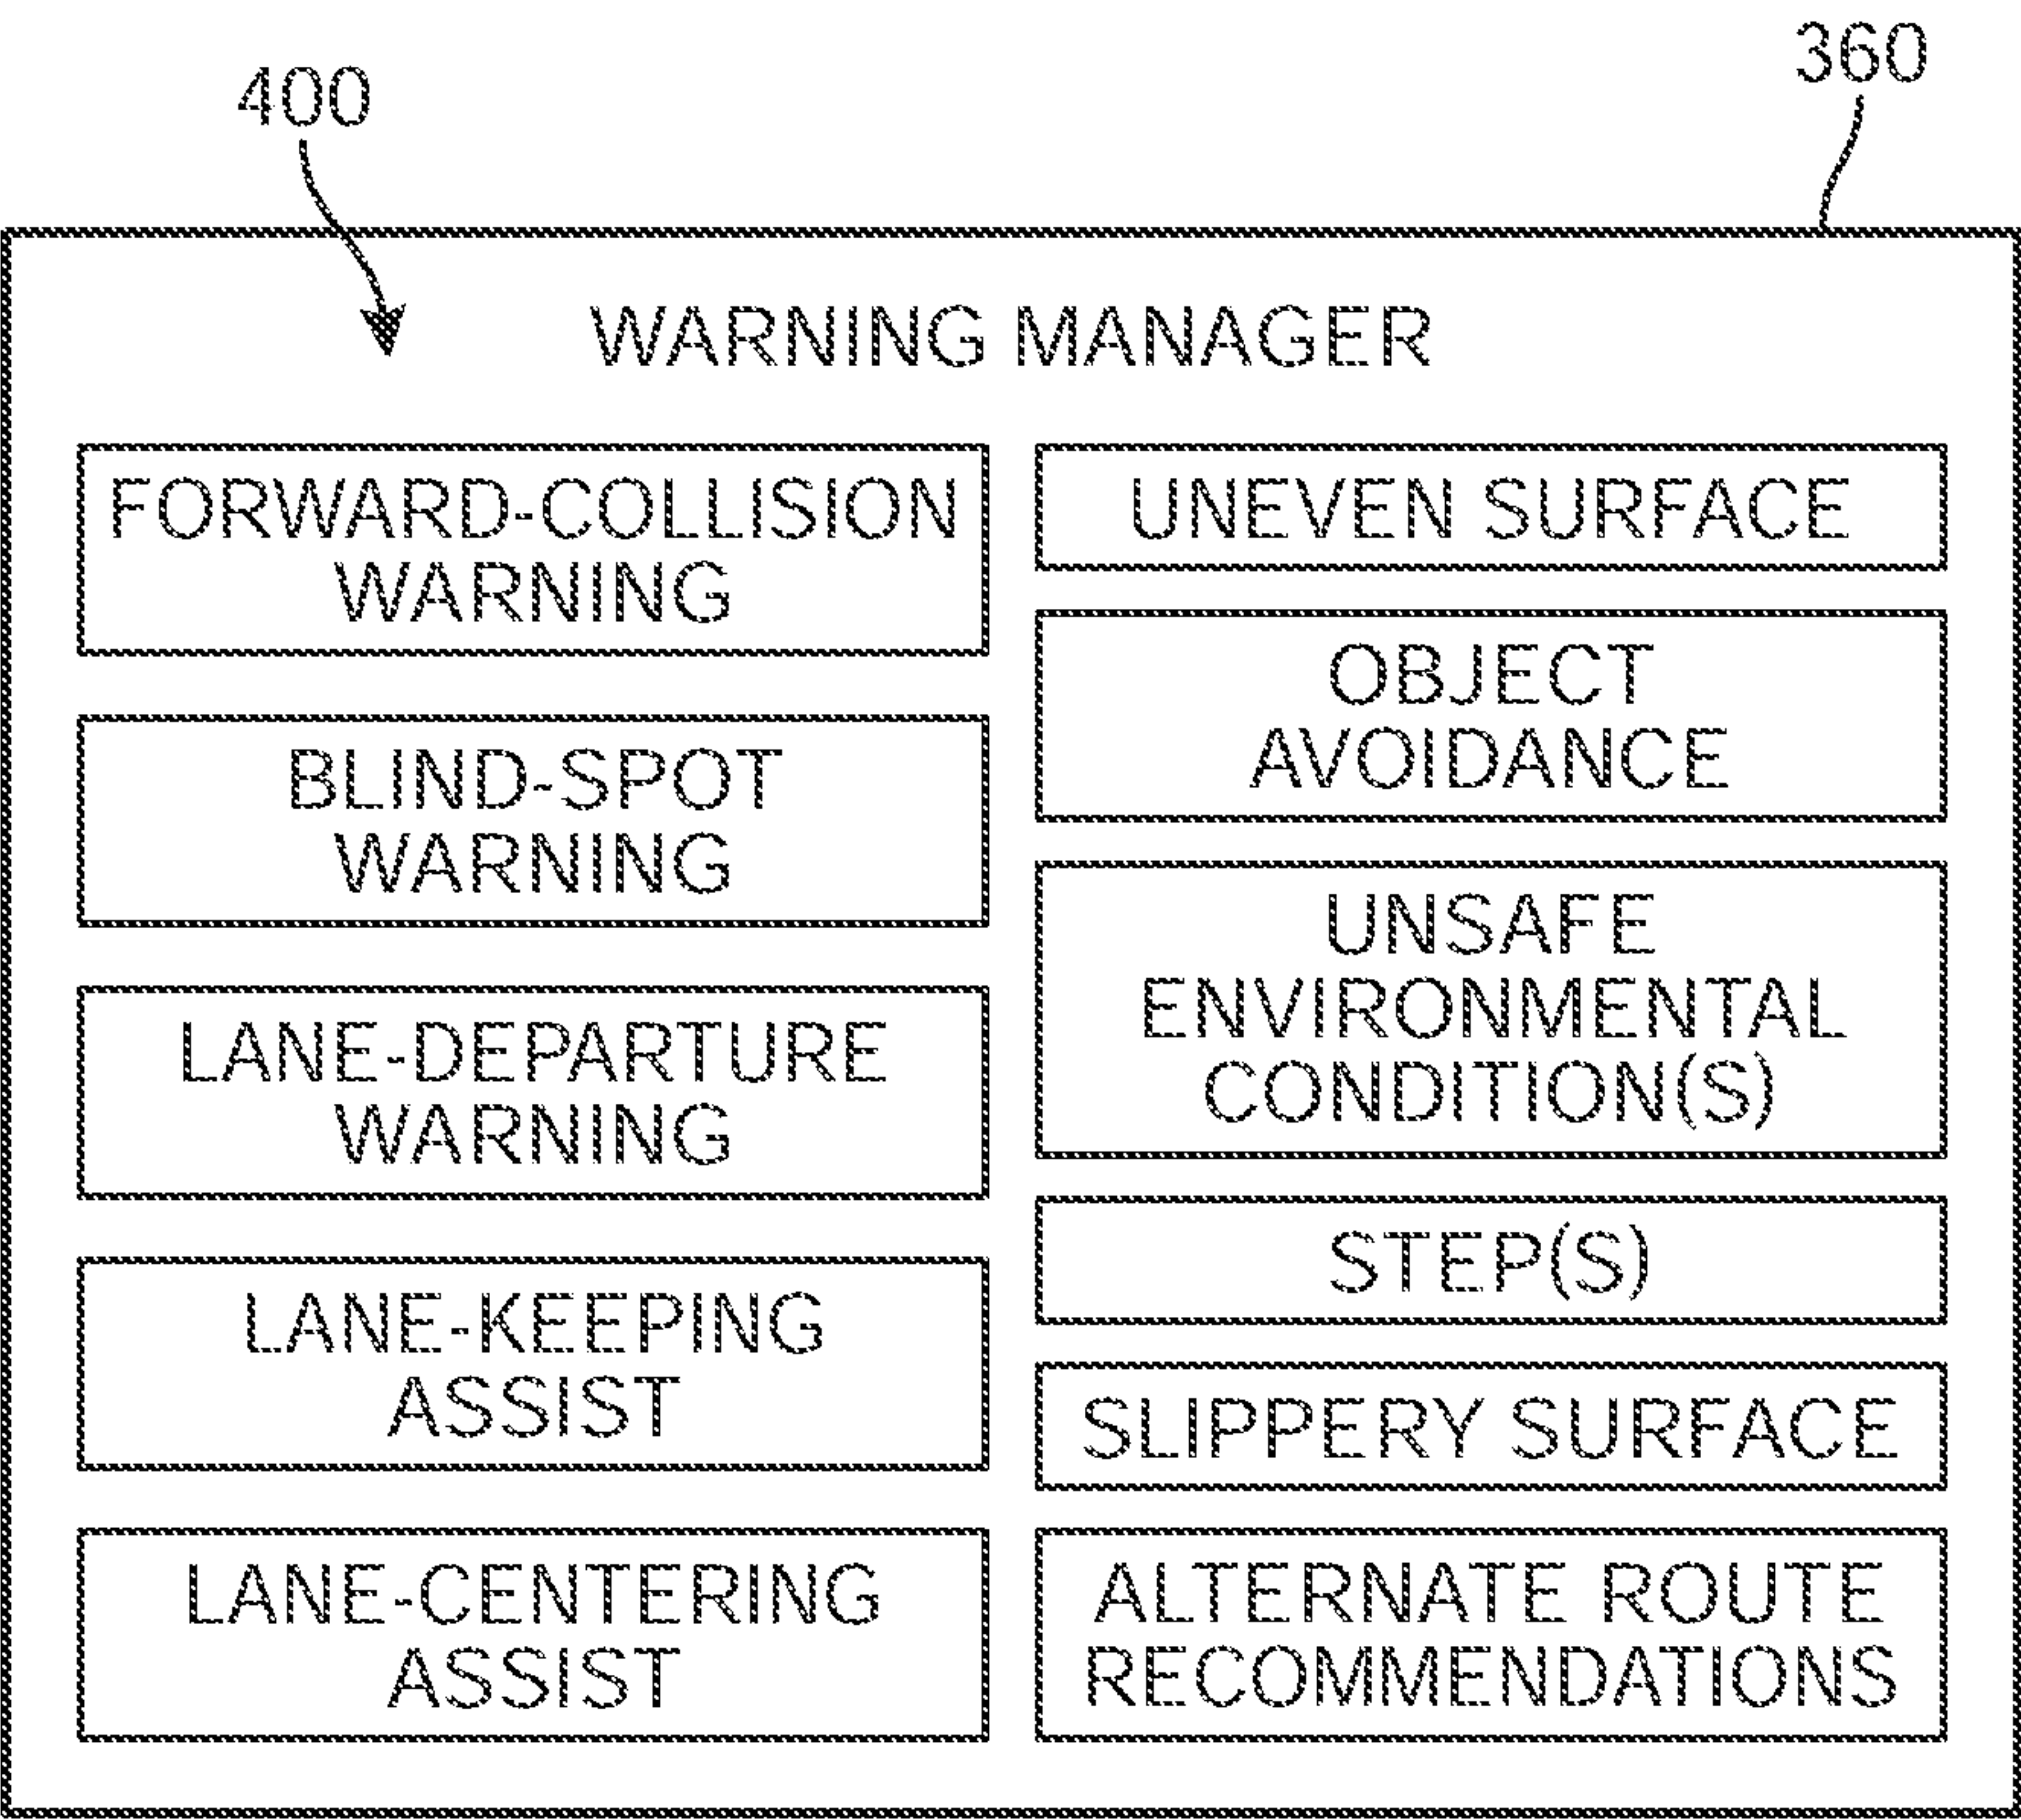 400
360
WARNING MANAGER
FORWARD-COLLISION
WARNING
BLIND-SPOT
WARNING
LANE-DEPARTURE
WARNING
LANE-KEEPING
ASSIST
LANE-CENTERING
ASSIST
UNEVEN SURFACE
OBJECT
AVOIDANCE
UNSAFE
ENVIRONMENTAL
CONDITION(S)
STEP(S)
SLIPPERY SURFACE
ALTERNATE ROUTE
RECOMMENDATIONS